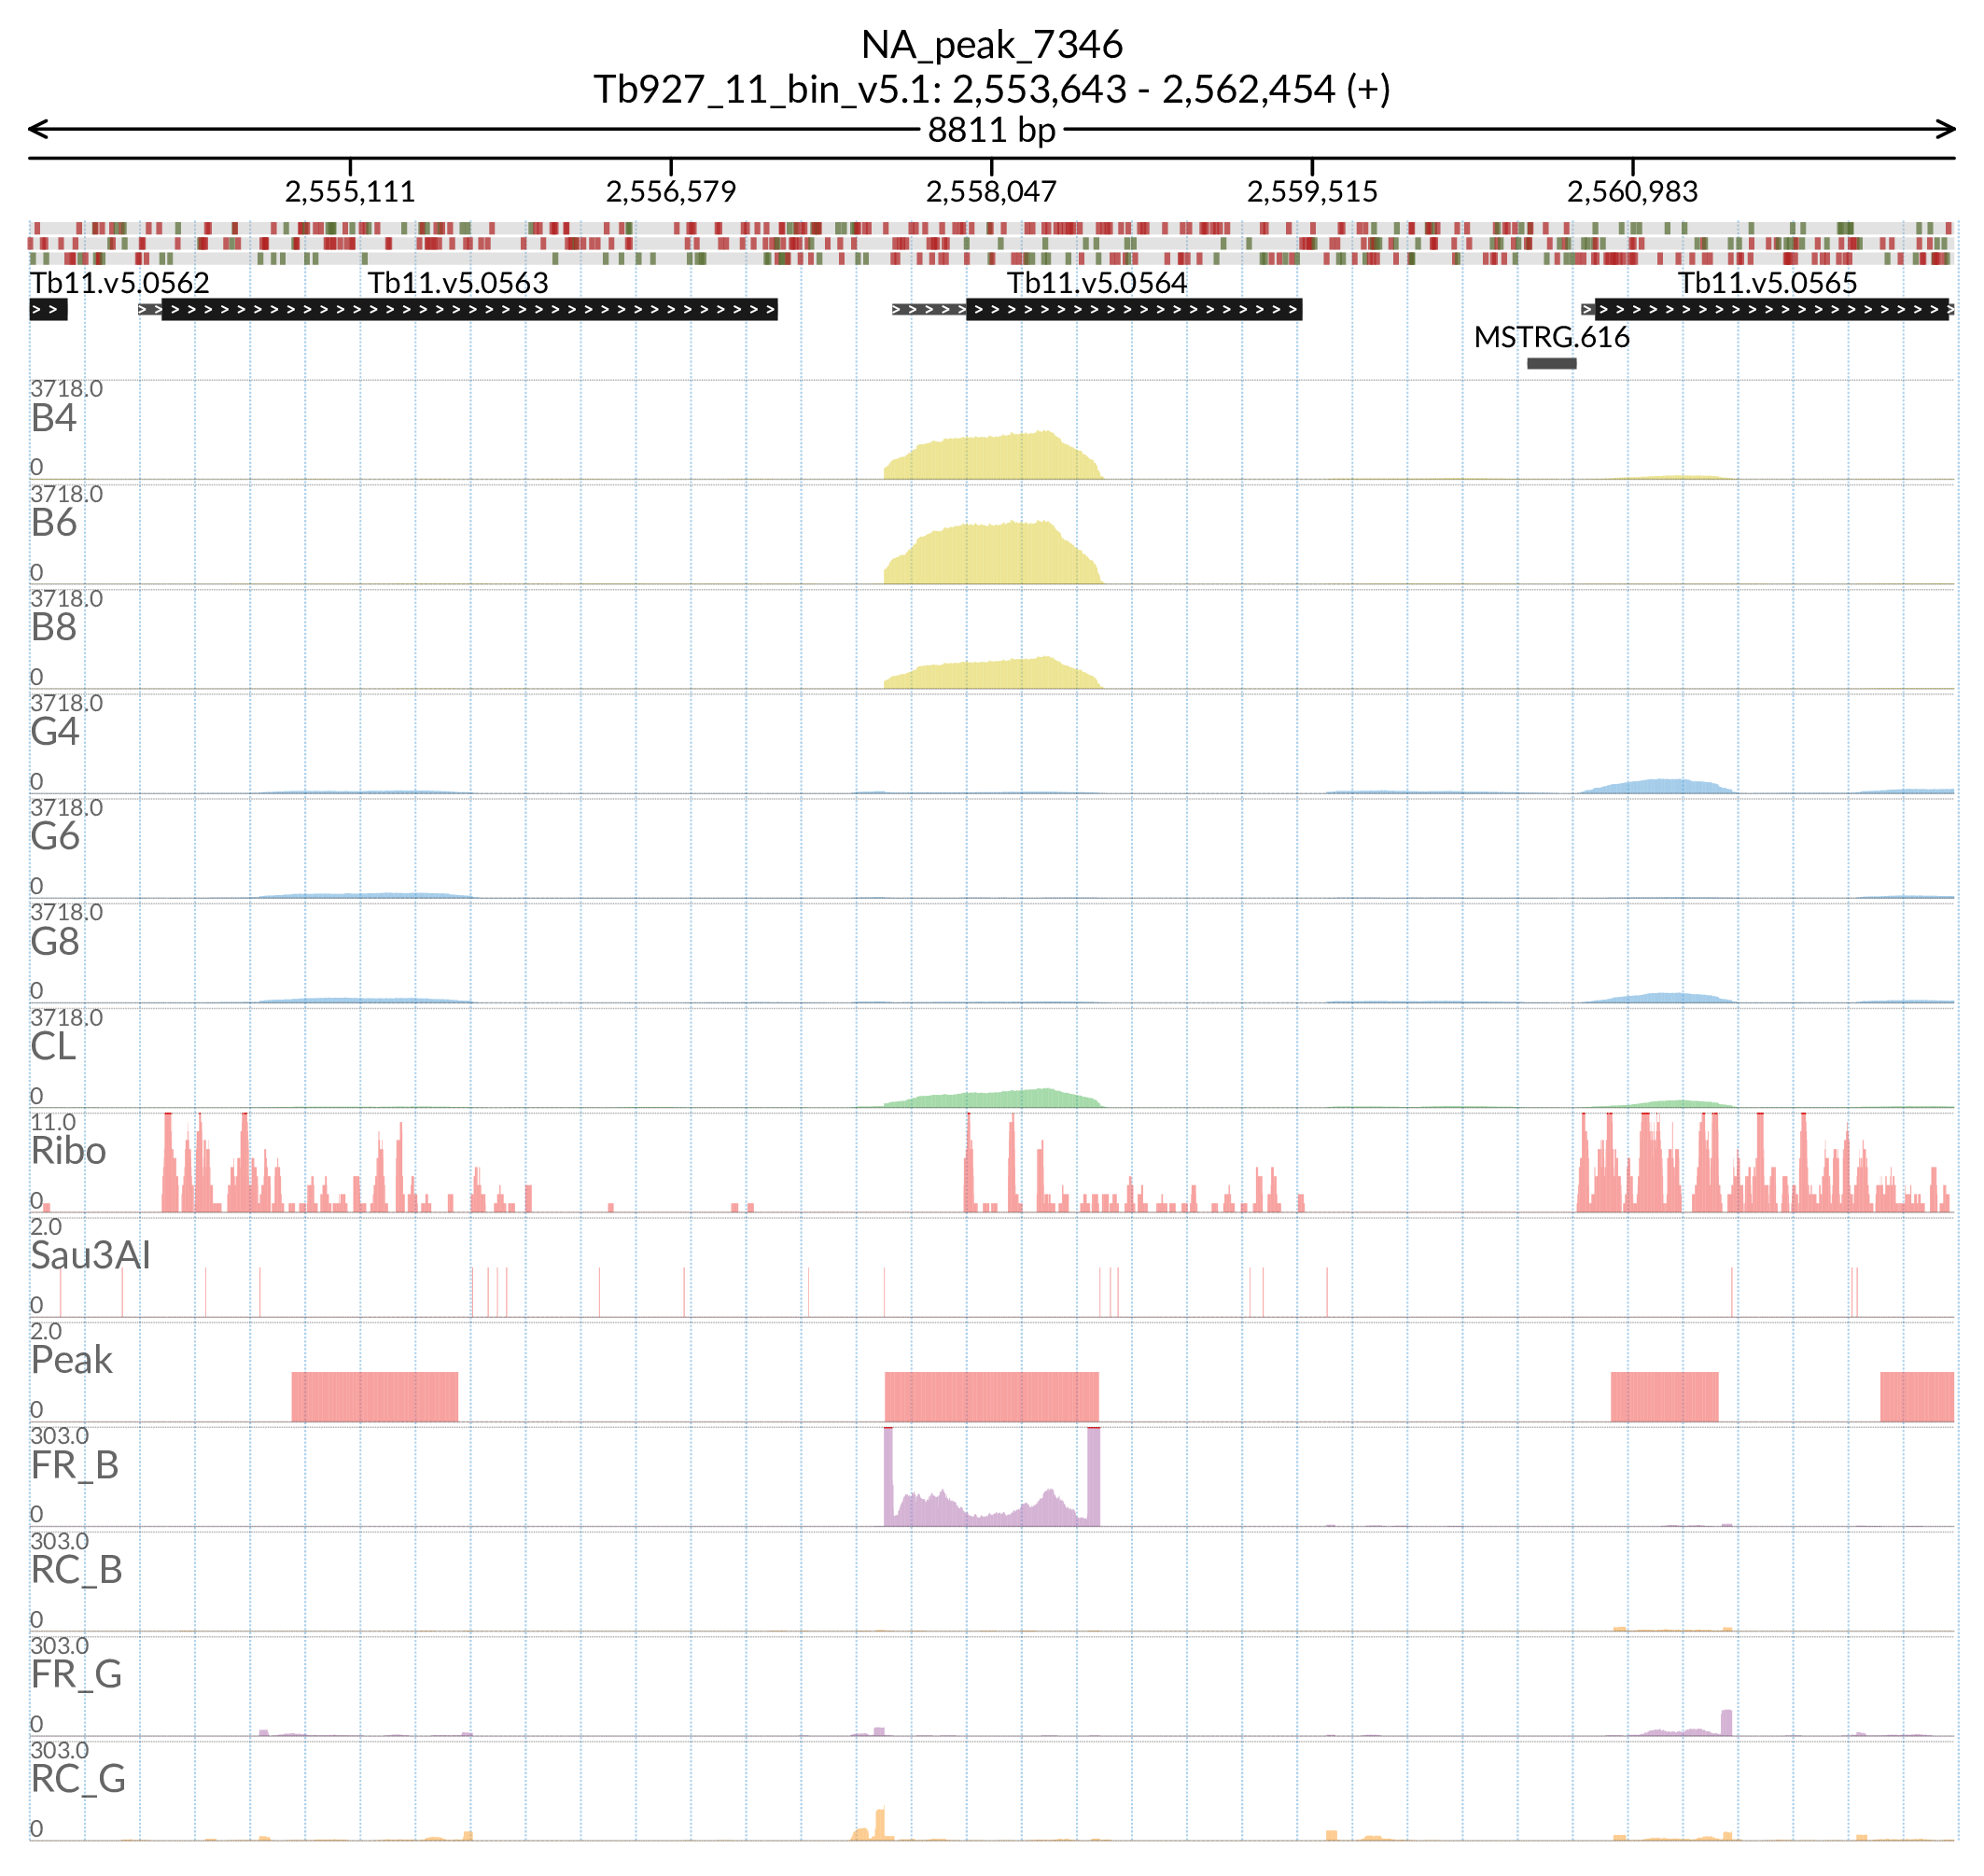 NA_peak_7346
Tb927_11_bin_v5.1: 2,553,643 - 2,562,454 (+)
8811 bp
2,555,111 2,556,579 2,558,047 2,559,515 2,560,983
Tb11.v5.0562 Tb11.v5.0563 Tb11.v5.0564 Tb11.v5.0565
MSTRG.616
3718.0
B4
0
3718.0
B6
0
3718.0
B8
0
3718.0
G4
0
3718.0
G6
0
3718.0
G8
0
3718.0
CL
0
11.0
Ribo
0
2.0
Sau3AI
0
2.0
Peak
0
303.0
FR_B
0
303.0
RC_B
0
303.0
FR_G
0
303.0
RC_G
0